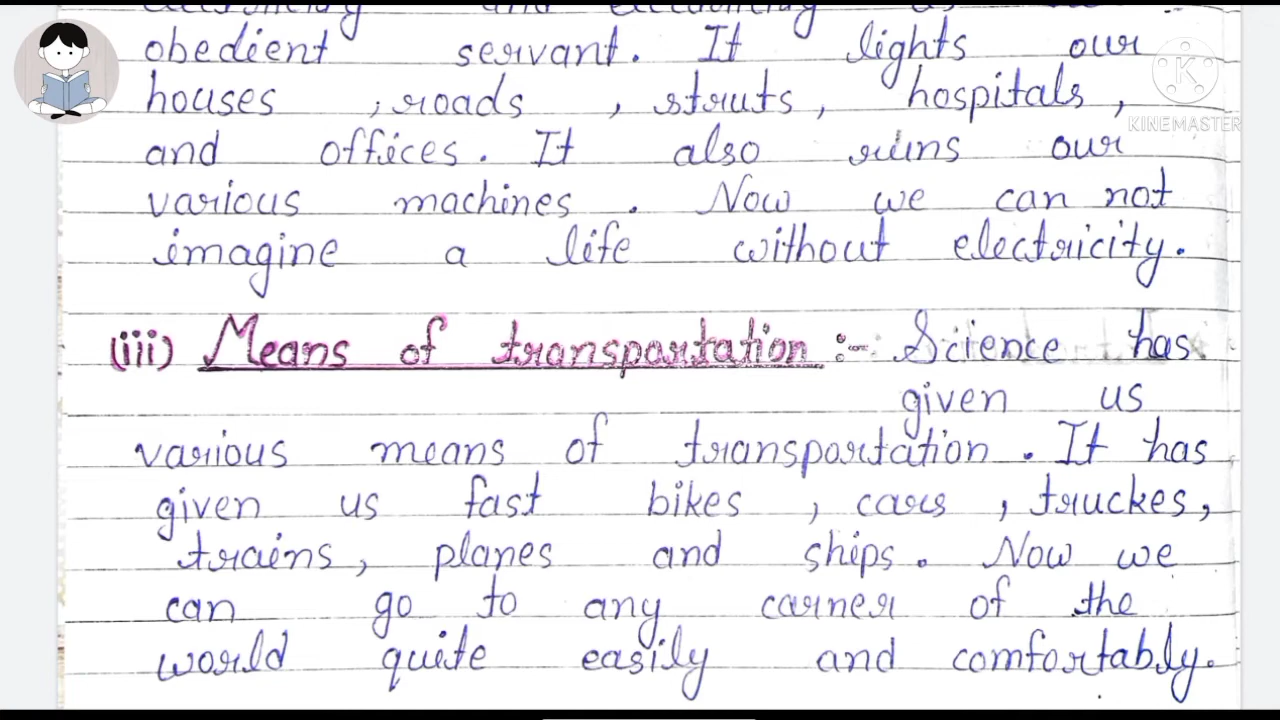 obedient servant. It lights our
houses , roads , struts, hospitals,
KINEMASTER
and offices. It also runs our
various machines . Now we can not
imagine a life without electricity.
(iii) Means of transportation :- Science has
given us
various means of transportation . It has
given us fast bikes , cars , truckes,
trains, planes and ships. Now we
can go to any carner of the
world quite easily and comfortably.